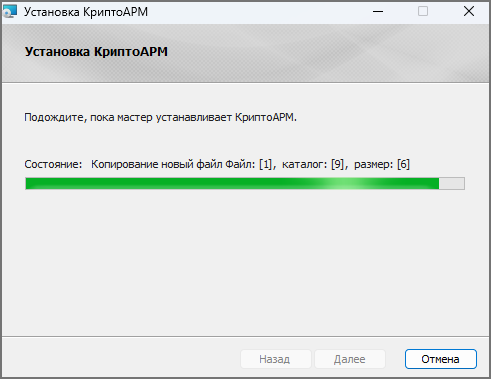 Установка КриптоАРМ
Установка КриптоАРМ
Подождите, пока мастер устанавливает КриптоАРМ.
Состояние: Копирование новый файл Файл: [1], каталог: [9], размер: [6]
Назад Далее Отмена